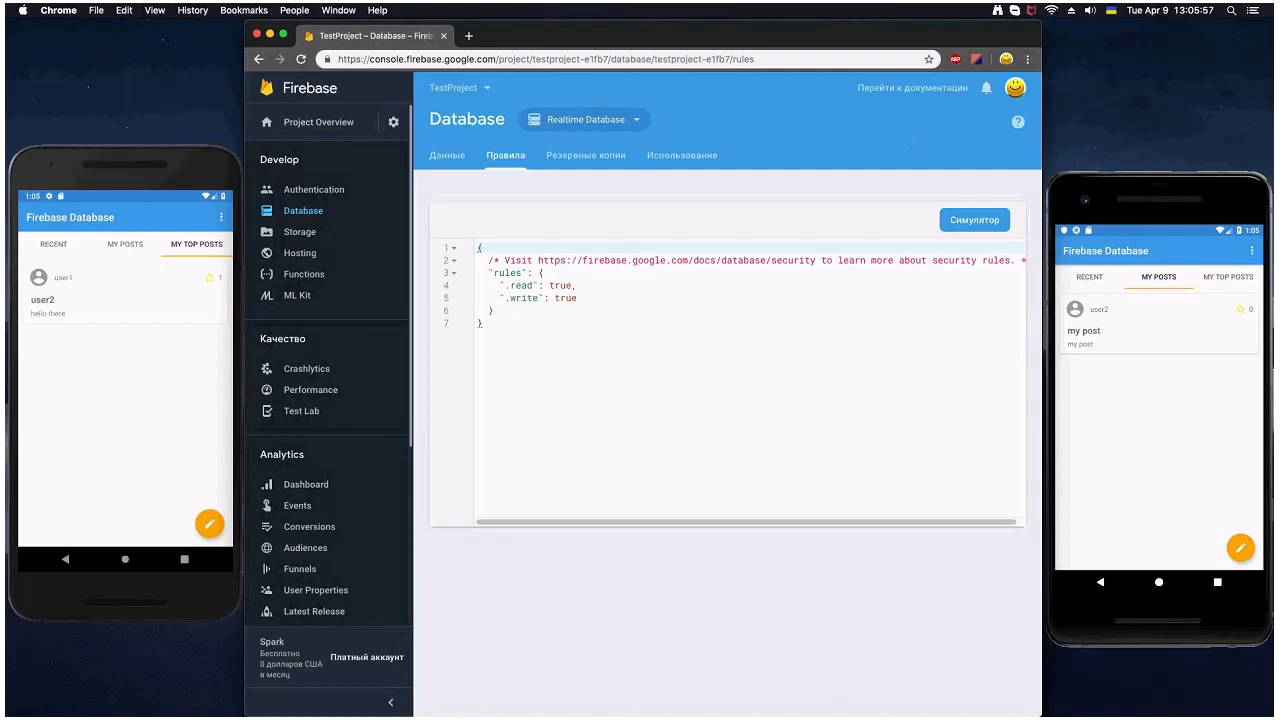 Chrome File Edit View History Bookmarks People Window Help Tue Apr 9 13:05:57
TestProject – Database – Fireb
https://console.firebase.google.com/project/testproject-e1fb7/database/testproject-e1fb7/rules
Firebase
Project Overview
Develop
Authentication
Database
Storage
Hosting
Functions
ML Kit
Качество
Crashlytics
Performance
Test Lab
Analytics
Dashboard
Events
Conversions
Audiences
Funnels
User Properties
Latest Release
Spark
Бесплатно
0 долларов США
в месяц
Платный аккаунт
TestProject
Перейти к документации
Database
Realtime Database
Данные Правила Резервные копии Использование
Симулятор
1 {
2 /* Visit https://firebase.google.com/docs/database/security to learn more about security rules. *
3 "rules": {
4 ".read": true,
5 ".write": true
6 }
7 }
1:05
Firebase Database
RECENT MY POSTS MY TOP POSTS
user1 1
user2
hello there
1:05
Firebase Database
RECENT MY POSTS MY TOP POSTS
user2 0
my post
my post